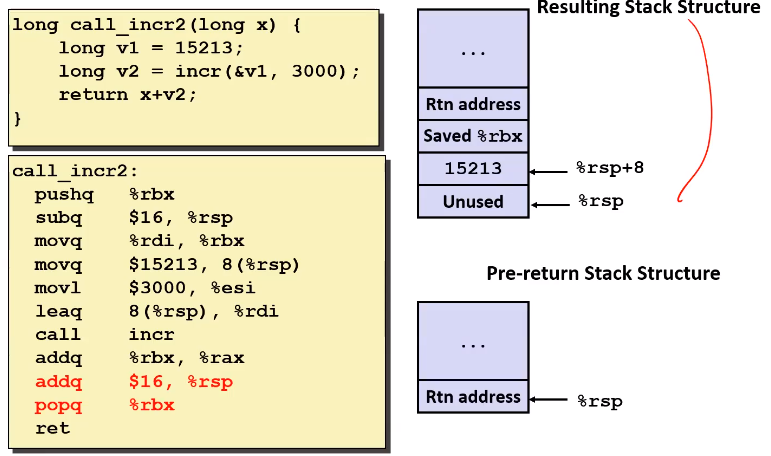 long call_incr2(long x) {
    long v1 = 15213;
    long v2 = incr(&v1, 3000);
    return x+v2;
}
call_incr2:
  pushq   %rbx
  subq    $16, %rsp
  movq    %rdi, %rbx
  movq    $15213, 8(%rsp)
  movl    $3000, %esi
  leaq    8(%rsp), %rdi
  call    incr
  addq    %rbx, %rax
  addq    $16, %rsp
  popq    %rbx
  ret
Resulting Stack Structure
...
Rtn address
Saved %rbx
15213 %rsp+8
Unused %rsp
Pre-return Stack Structure
...
Rtn address %rsp